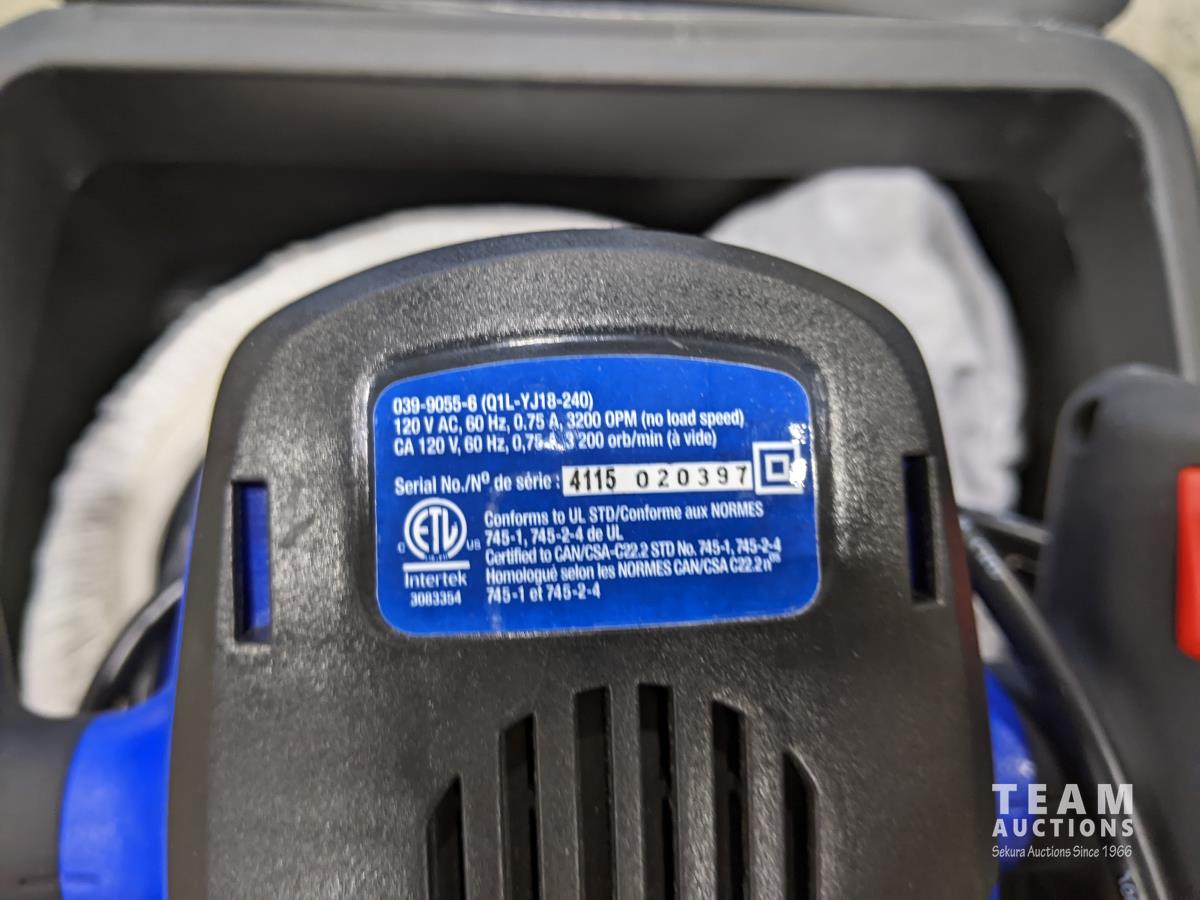 039-9055-6 (Q1L-YJ18-240)
120 V AC, 60 Hz, 0.75 A, 3200 OPM (no load speed)
CA 120 V, 60 Hz, 0,75 A, 3 200 orb/min (à vide)
Serial No./Nº de série : 4115 020397
ETL
C US
Intertek
3083354
Conforms to UL STD/Conforme aux NORMES
745-1, 745-2-4 de UL
Certified to CAN/CSA-C22.2 STD No. 745-1, 745-2-4
Homologué selon les NORMES CAN/CSA C22.2 nos
745-1 et 745-2-4
TEAM
AUCTIONS
Sekura Auctions Since 1966